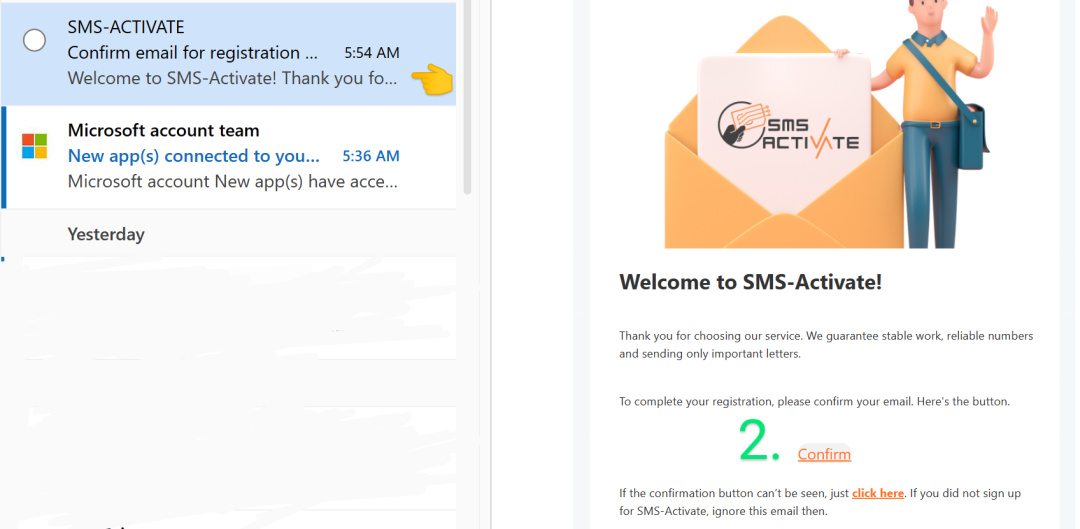 SMS-ACTIVATE
Confirm email for registration ... 5:54 AM
Welcome to SMS-Activate! Thank you fo...
Microsoft account team
New app(s) connected to you... 5:36 AM
Microsoft account New app(s) have acce...
Yesterday
SMS
ACTIVATE
Welcome to SMS-Activate!
Thank you for choosing our service. We guarantee stable work, reliable numbers
and sending only important letters.
To complete your registration, please confirm your email. Here's the button.
2. Confirm
If the confirmation button can't be seen, just click here. If you did not sign up
for SMS-Activate, ignore this email then.